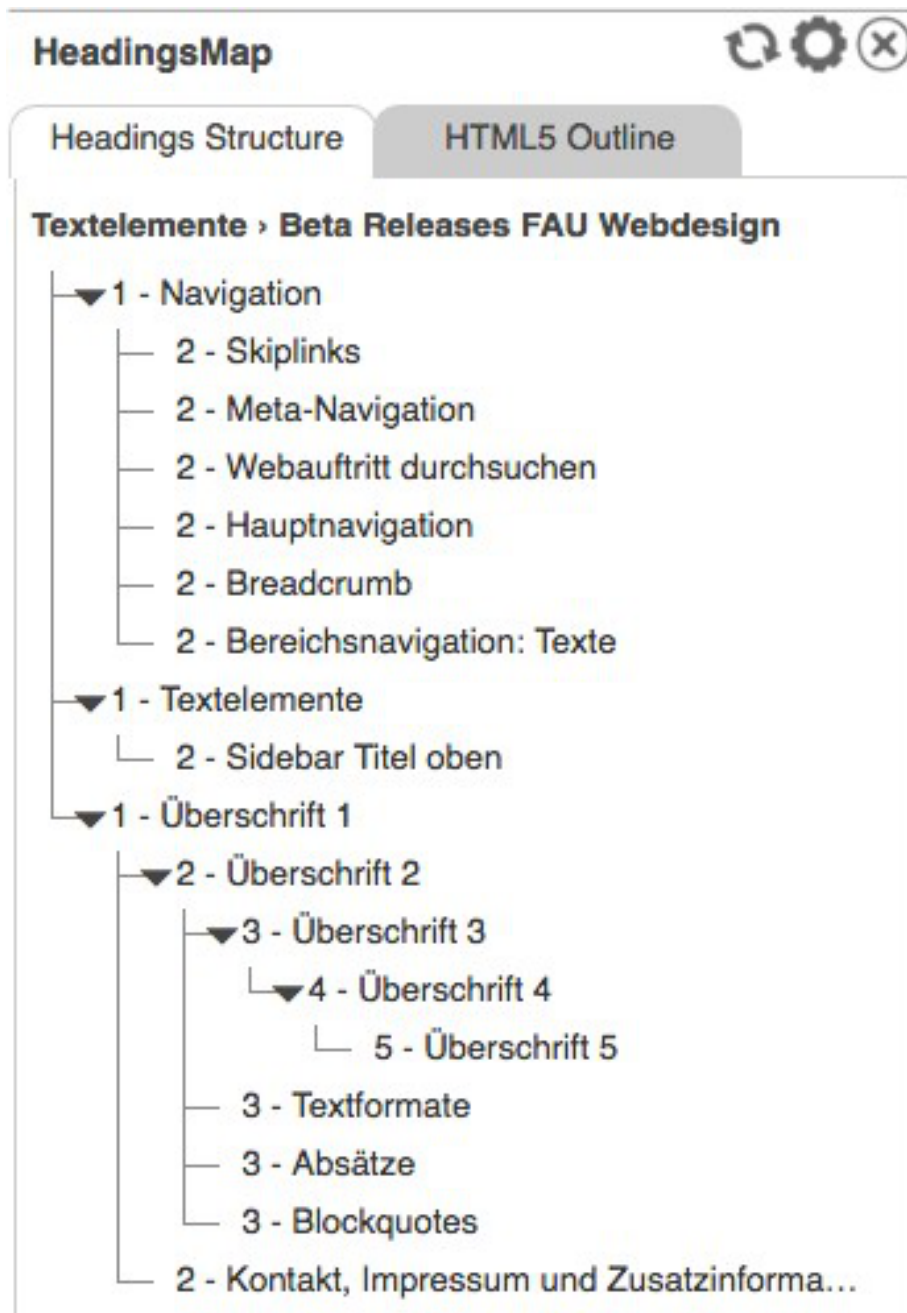 HeadingsMap
Headings Structure HTML5 Outline
Textelemente › Beta Releases FAU Webdesign
1 - Navigation
2 - Skiplinks
2 - Meta-Navigation
2 - Webauftritt durchsuchen
2 - Hauptnavigation
2 - Breadcrumb
2 - Bereichsnavigation: Texte
1 - Textelemente
2 - Sidebar Titel oben
1 - Überschrift 1
2 - Überschrift 2
3 - Überschrift 3
4 - Überschrift 4
5 - Überschrift 5
3 - Textformate
3 - Absätze
3 - Blockquotes
2 - Kontakt, Impressum und Zusatzinforma…